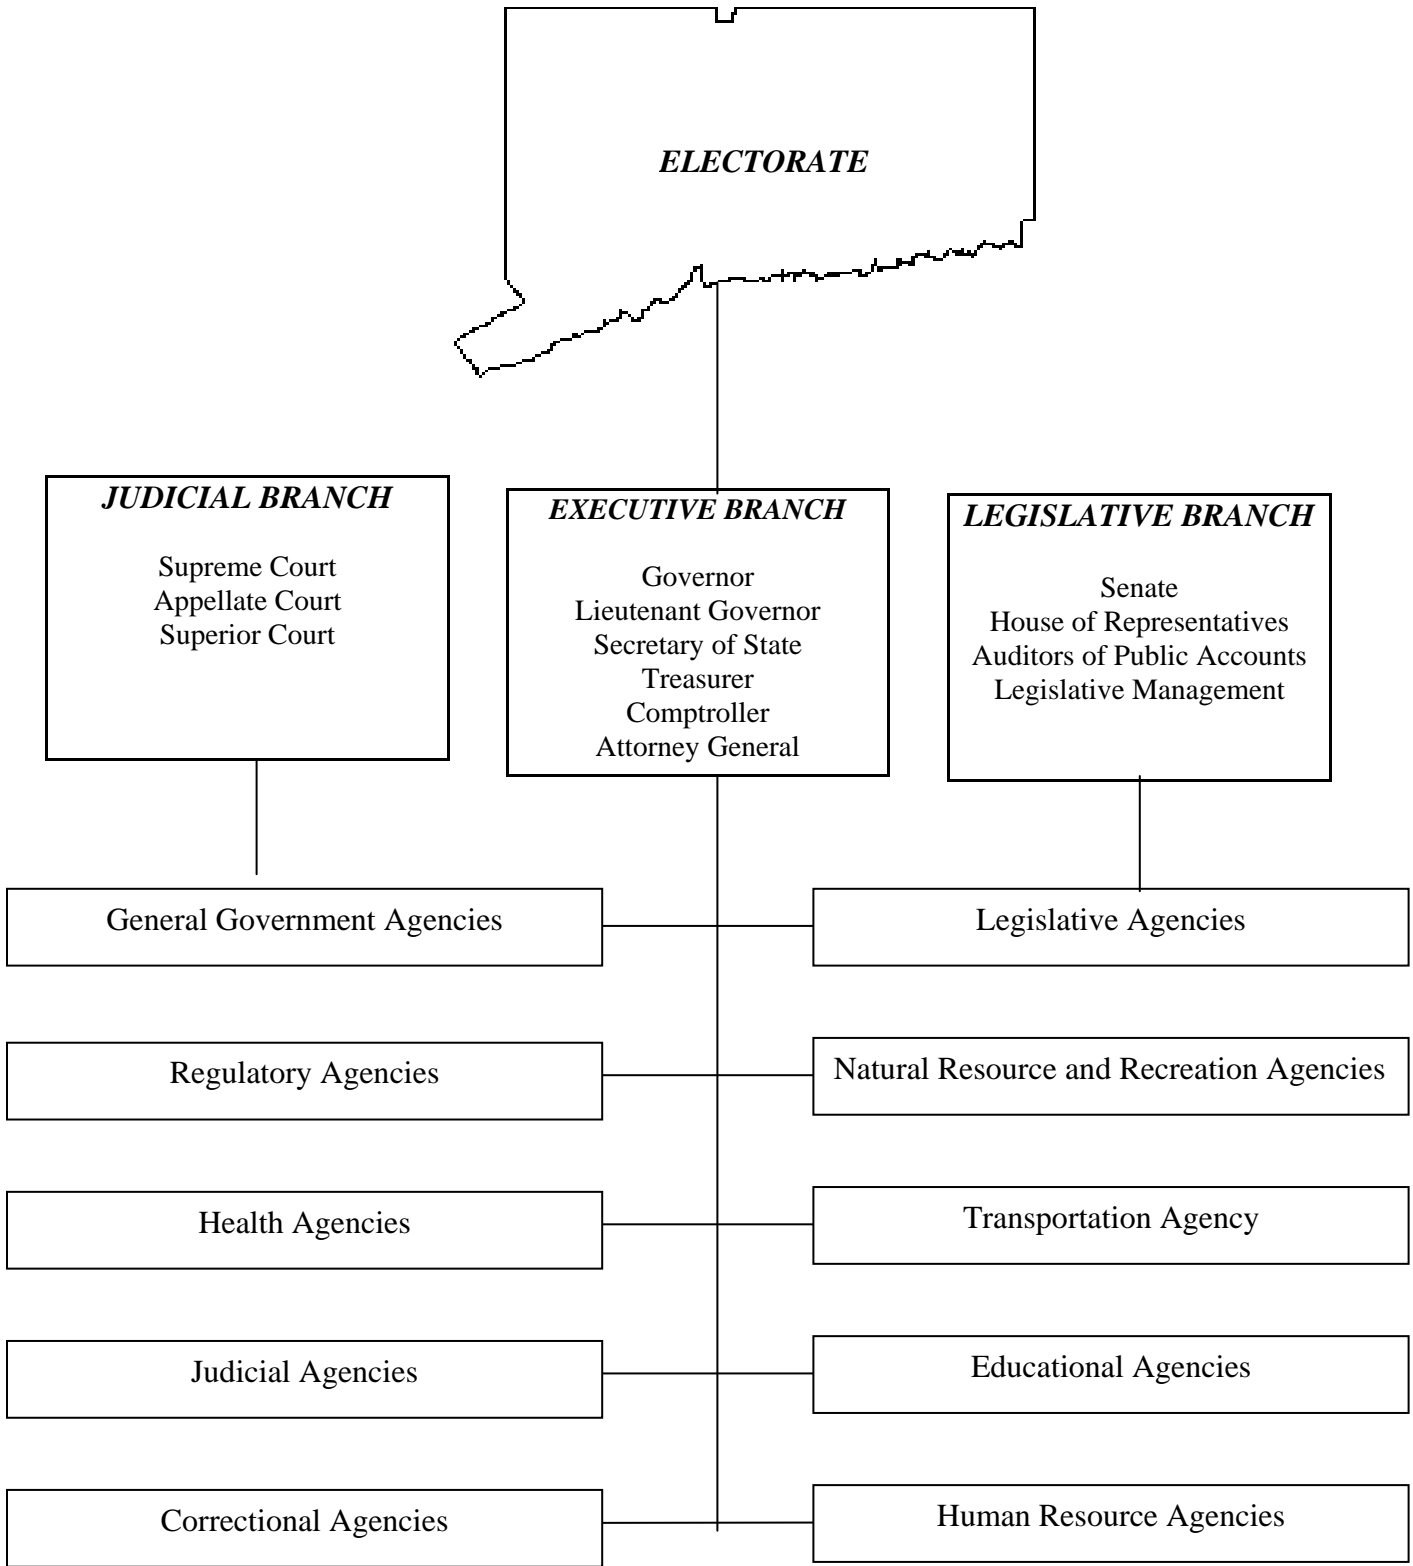 ELECTORATE
JUDICIAL BRANCH
Supreme Court
Appellate Court
Superior Court
EXECUTIVE BRANCH
Governor
Lieutenant Governor
Secretary of State
Treasurer
Comptroller
Attorney General
LEGISLATIVE BRANCH
Senate
House of Representatives
Auditors of Public Accounts
Legislative Management
General Government Agencies
Legislative Agencies
Regulatory Agencies
Natural Resource and Recreation Agencies
Health Agencies
Transportation Agency
Judicial Agencies
Educational Agencies
Correctional Agencies
Human Resource Agencies